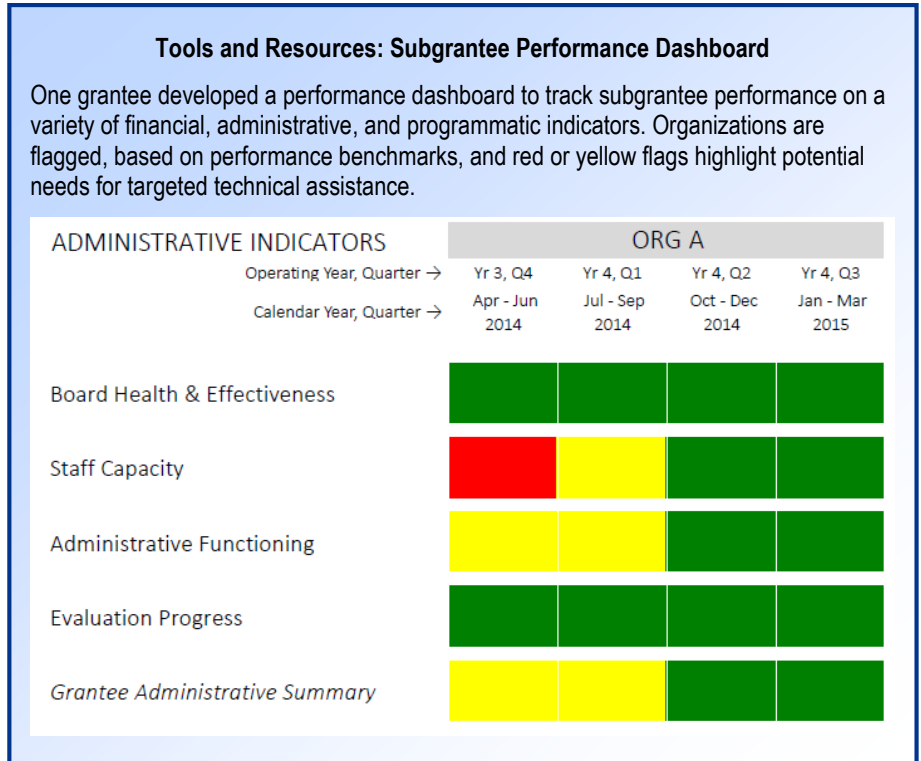 Tools and Resources: Subgrantee Performance Dashboard
One grantee developed a performance dashboard to track subgrantee performance on a
variety of financial, administrative, and programmatic indicators. Organizations are
flagged, based on performance benchmarks, and red or yellow flags highlight potential
needs for targeted technical assistance.
ADMINISTRATIVE INDICATORS ORG A
Operating Year, Quarter → Yr 3, Q4 Yr 4, Q1 Yr 4, Q2 Yr 4, Q3
Calendar Year, Quarter → Apr - Jun Jul - Sep Oct - Dec Jan - Mar
2014 2014 2014 2015
Board Health & Effectiveness
Staff Capacity
Administrative Functioning
Evaluation Progress
Grantee Administrative Summary